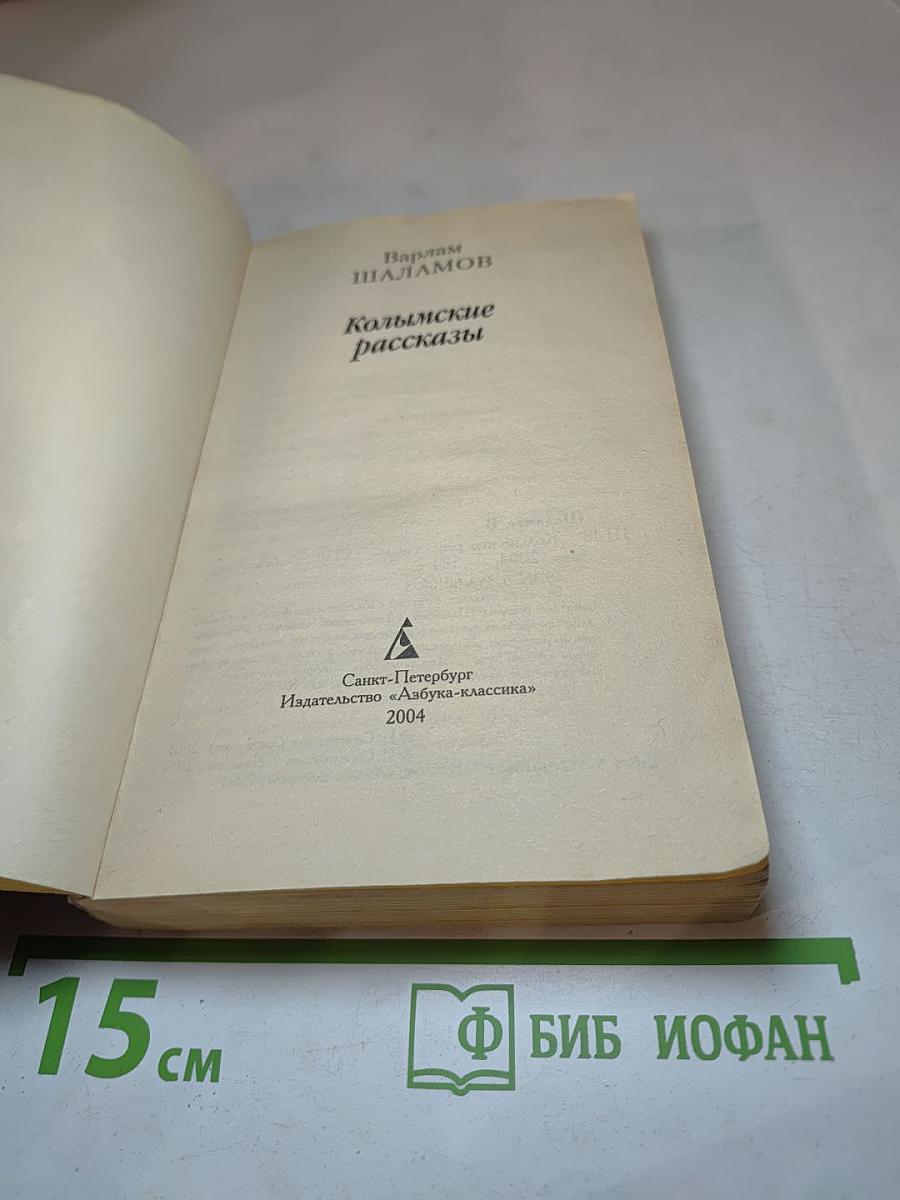 Варлам
ШАЛАМОВ
Колымские
рассказы
Санкт-Петербург
Издательство «Азбука-классика»
2004
15 см
Ф БИБ ИОФАН